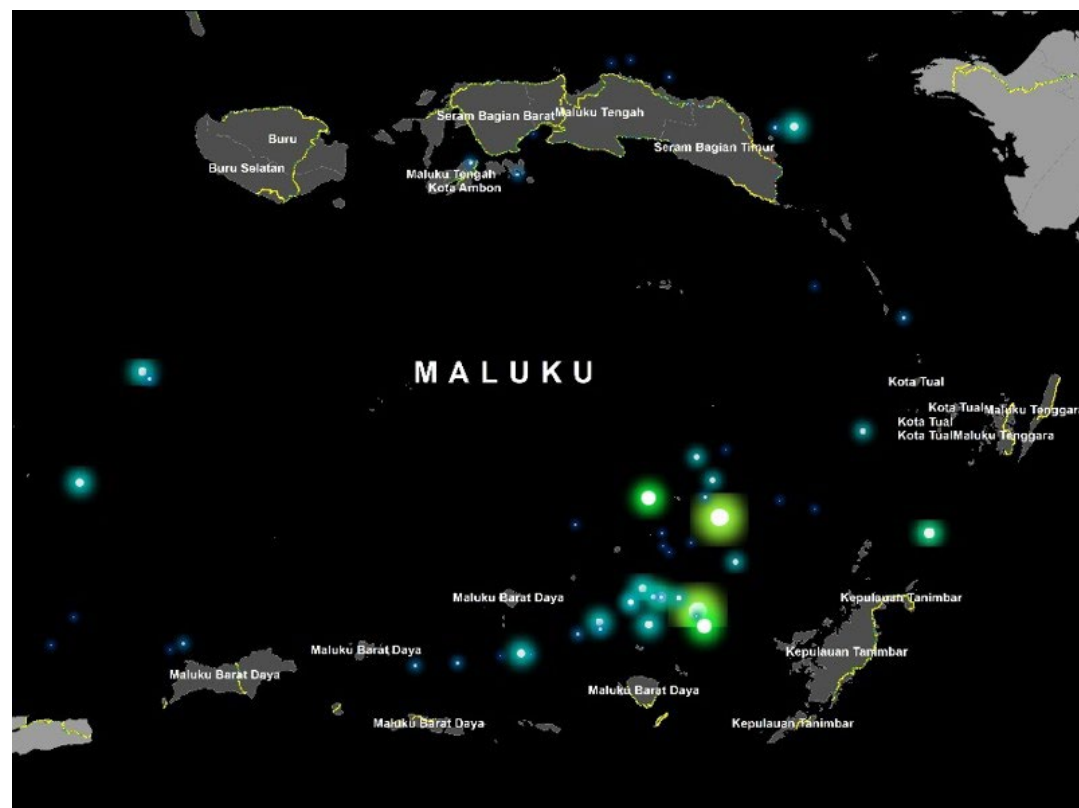 Seram Bagian Barat
Maluku Tengah
Buru
Seram Bagian Timur
Buru Selatan
Maluku Tengah
Kota Ambon
MALUKU
Kota Tual
Kota Tual
Maluku Tenggara
Kota Tual
Kota Tual
Maluku Tenggara
Maluku Barat Daya
Kepulauan Tanimbar
Maluku Barat Daya
Kepulauan Tanimbar
Maluku Barat Daya
Maluku Barat Daya
Maluku Barat Daya
Kepulauan Tanimbar